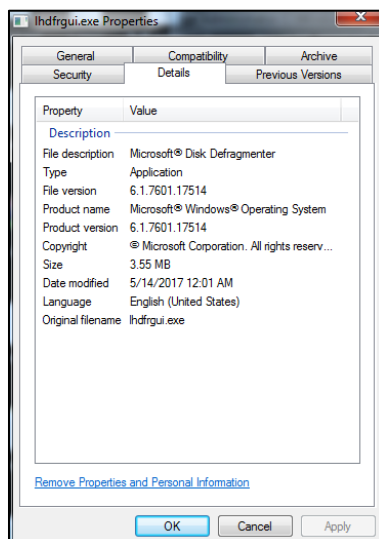 lhdfrgui.exe Properties
General Compatibility Archive
Security Details Previous Versions
Property Value
Description
File description Microsoft® Disk Defragmenter
Type Application
File version 6.1.7601.17514
Product name Microsoft® Windows® Operating System
Product version 6.1.7601.17514
Copyright © Microsoft Corporation. All rights reserv...
Size 3.55 MB
Date modified 5/14/2017 12:01 AM
Language English (United States)
Original filename lhdfrgui.exe
Remove Properties and Personal Information
OK Cancel Apply